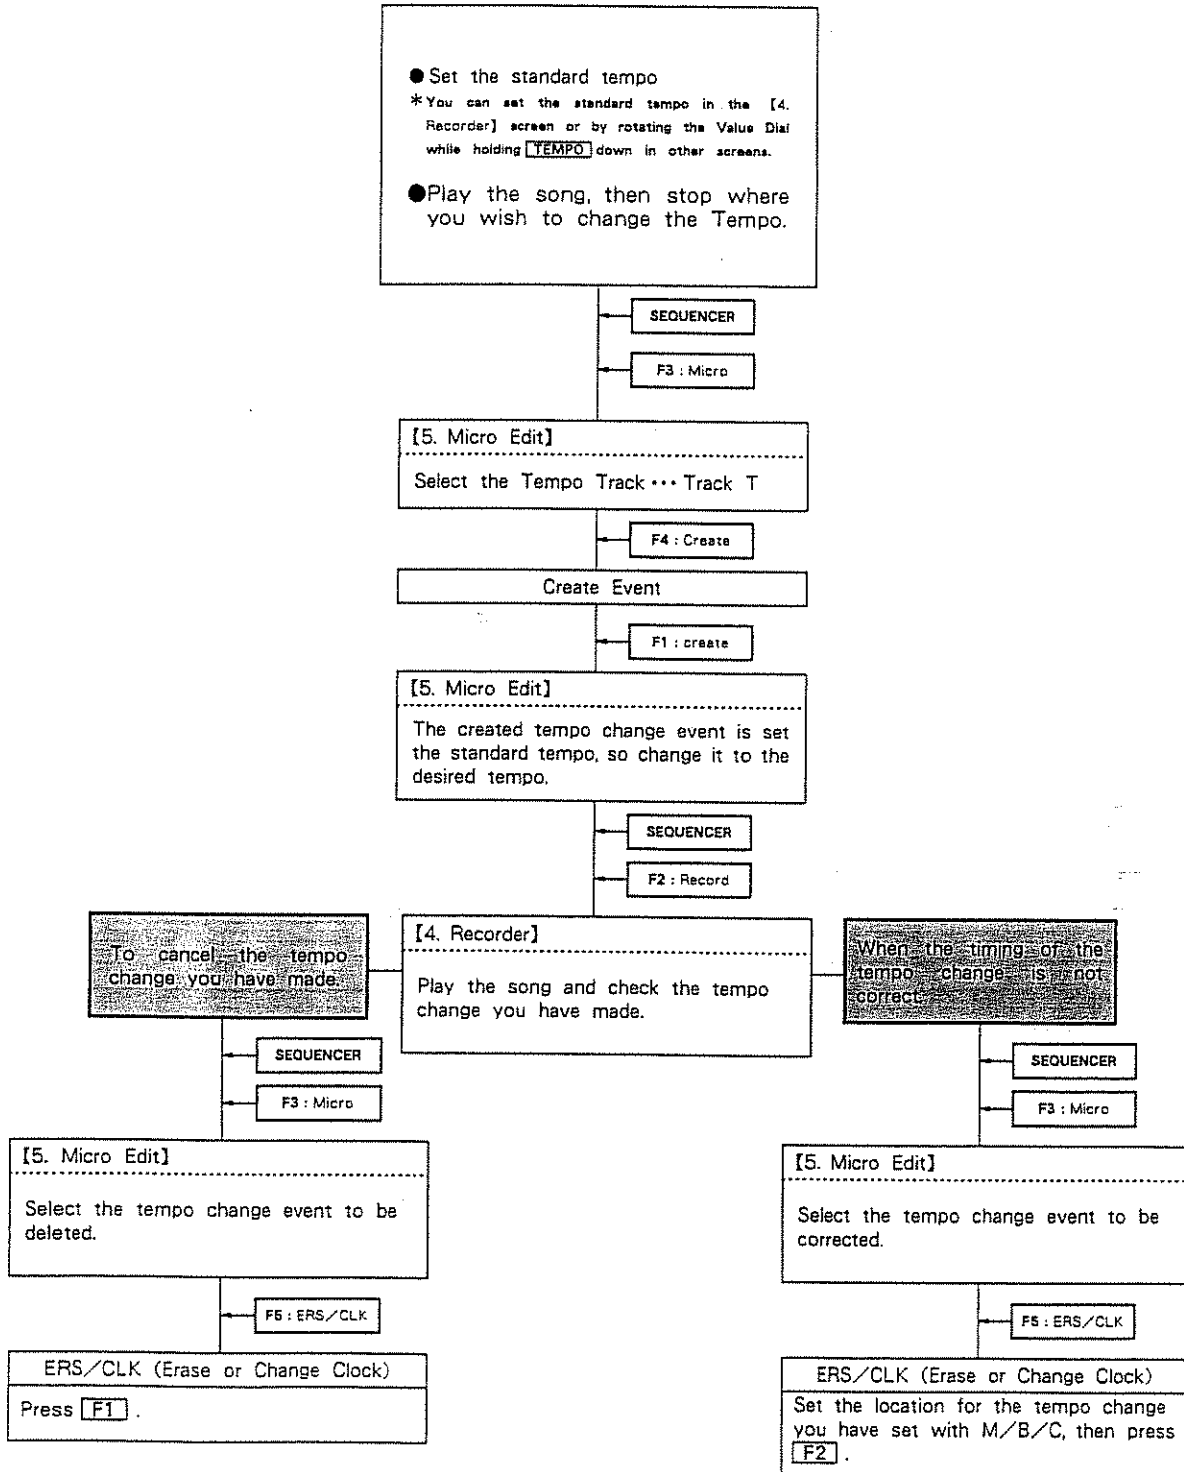 ● Set the standard tempo
* You can set the standard tempo in the 【4.
Recorder】 screen or by rotating the Value Dial
while holding TEMPO down in other screens.
● Play the song, then stop where
you wish to change the Tempo.
SEQUENCER
F3 : Micro
【5. Micro Edit】
Select the Tempo Track ··· Track T
F4 : Create
Create Event
F1 : create
【5. Micro Edit】
The created tempo change event is set
the standard tempo, so change it to the
desired tempo.
SEQUENCER
F2 : Record
【4. Recorder】
Play the song and check the tempo
change you have made.
To cancel the tempo
change you have made.
SEQUENCER
F3 : Micro
【5. Micro Edit】
Select the tempo change event to be
deleted.
F5 : ERS/CLK
ERS/CLK (Erase or Change Clock)
Press F1 .
When the timing of the
tempo change is not
correct.
SEQUENCER
F3 : Micro
【5. Micro Edit】
Select the tempo change event to be
corrected.
F5 : ERS/CLK
ERS/CLK (Erase or Change Clock)
Set the location for the tempo change
you have set with M/B/C, then press
F2 .